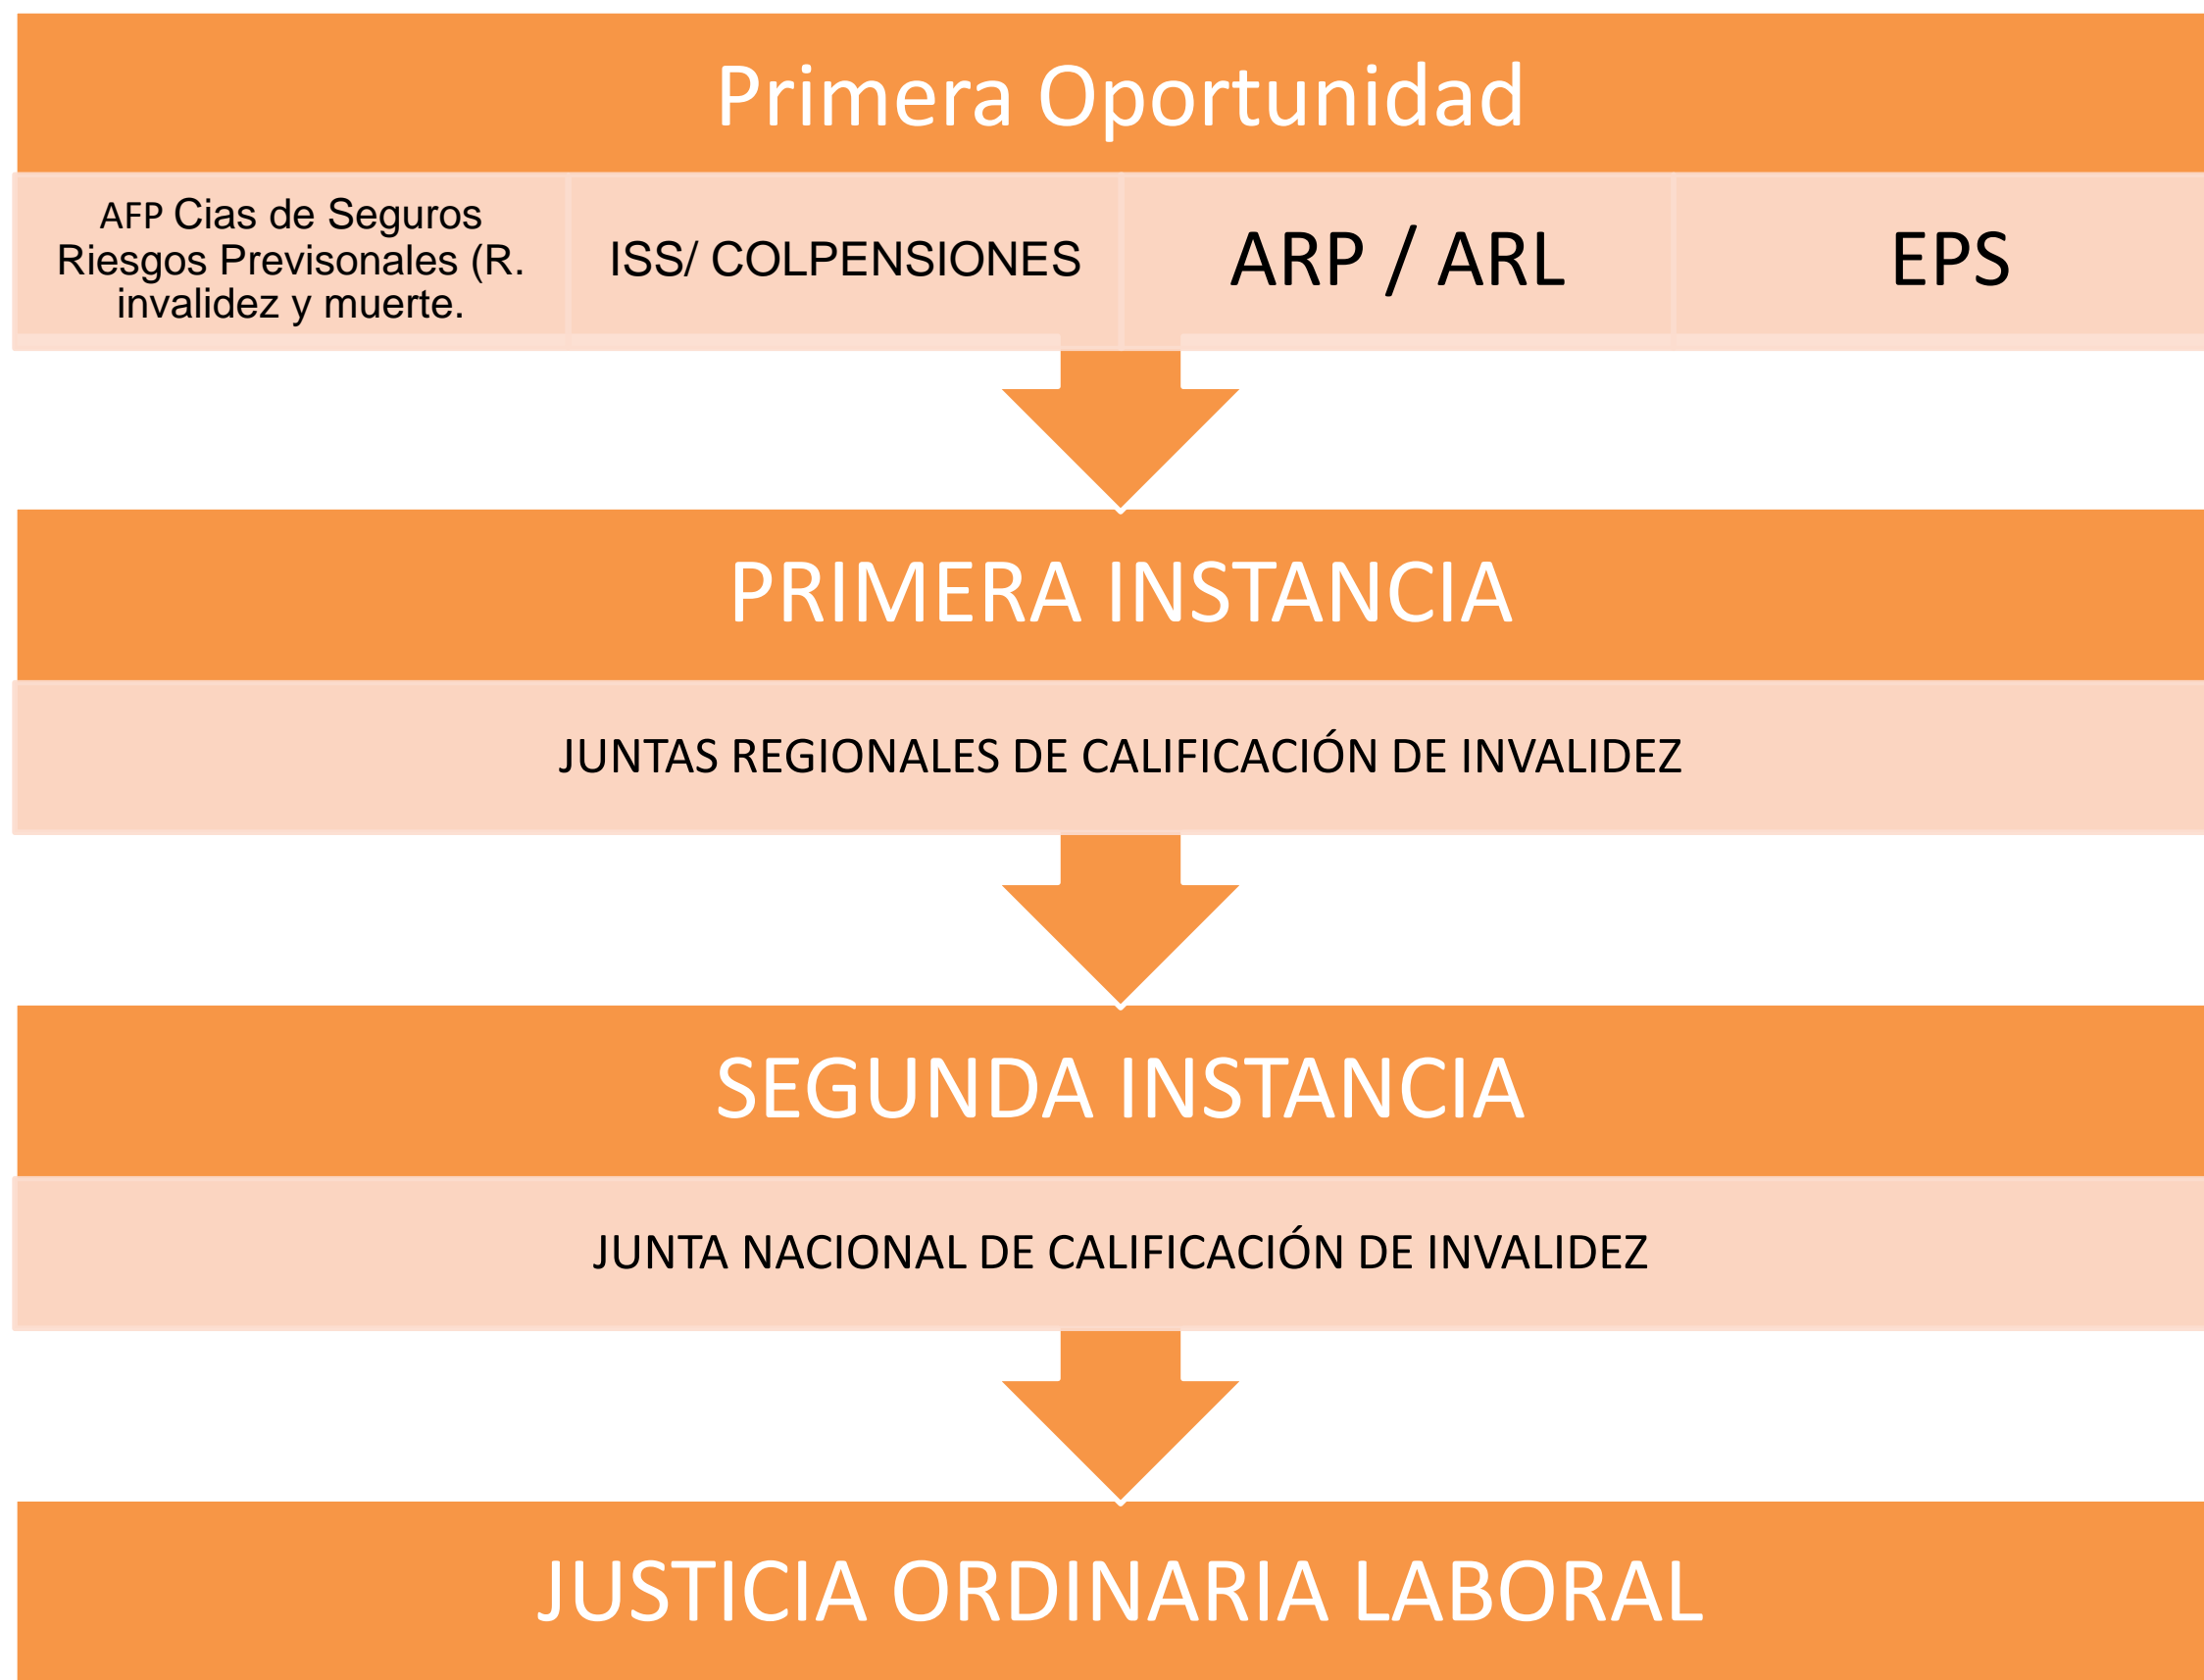 Primera Oportunidad
AFP Cias de Seguro
Riesgos Previsonales (R.
invalidez y muerte.
ISS/ COLPENSIONES
ARP / ARL
EPS
PRIMERA INSTANCIA
JUNTAS REGIONALES DE CALIFICACIÓN DE INVALIDEZ
SEGUNDA INSTANCIA
JUNTA NACIONAL DE CALIFICACIÓN DE INVALIDEZ
JUSTICIA ORDINARIA LABORAL